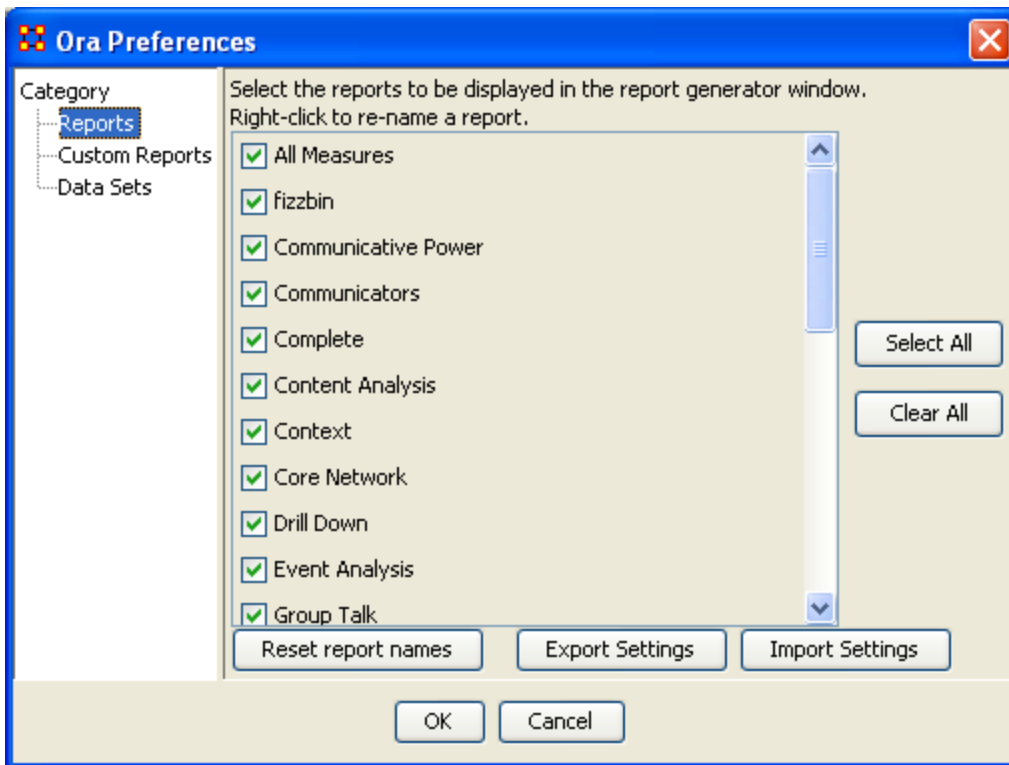 Ora Preferences
Category
Reports
Custom Reports
Data Sets
Select the reports to be displayed in the report generator window.
Right-click to re-name a report.
All Measures
fizzbin
Communicative Power
Communicators
Complete
Content Analysis
Context
Core Network
Drill Down
Event Analysis
Group Talk
Select All
Clear All
Reset report names
Export Settings
Import Settings
OK
Cancel